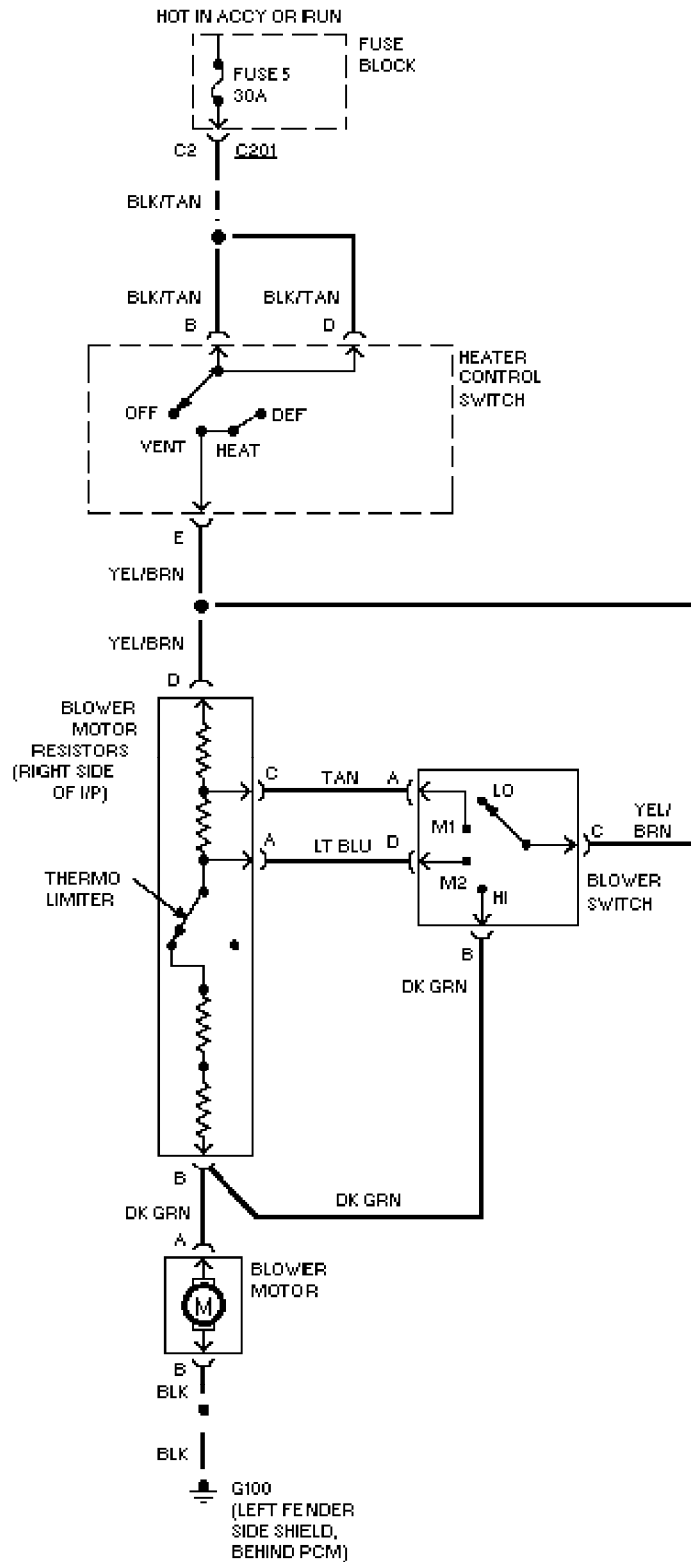 HOT IN ACCY OR RUN
FUSE
BLOCK
FUSE 5
30A
C2
C201
BLK/TAN
BLK/TAN
BLK/TAN
B
D
HEATER
CONTROL
SWITCH
OFF
DEF
VENT
HEAT
E
YEL/BRN
YEL/BRN
D
BLOWER
MOTOR
RESISTORS
(RIGHT SIDE
OF I/P)
C
TAN
A
LO
M1
YEL/
BRN
C
A
LT BLU
D
M2
HI
BLOWER
SWITCH
THERMO
LIMITER
B
DK GRN
B
DK GRN
DK GRN
A
BLOWER
MOTOR
M
B
BLK
BLK
G100
(LEFT FENDER
SIDE SHIELD,
BEHIND PCM)